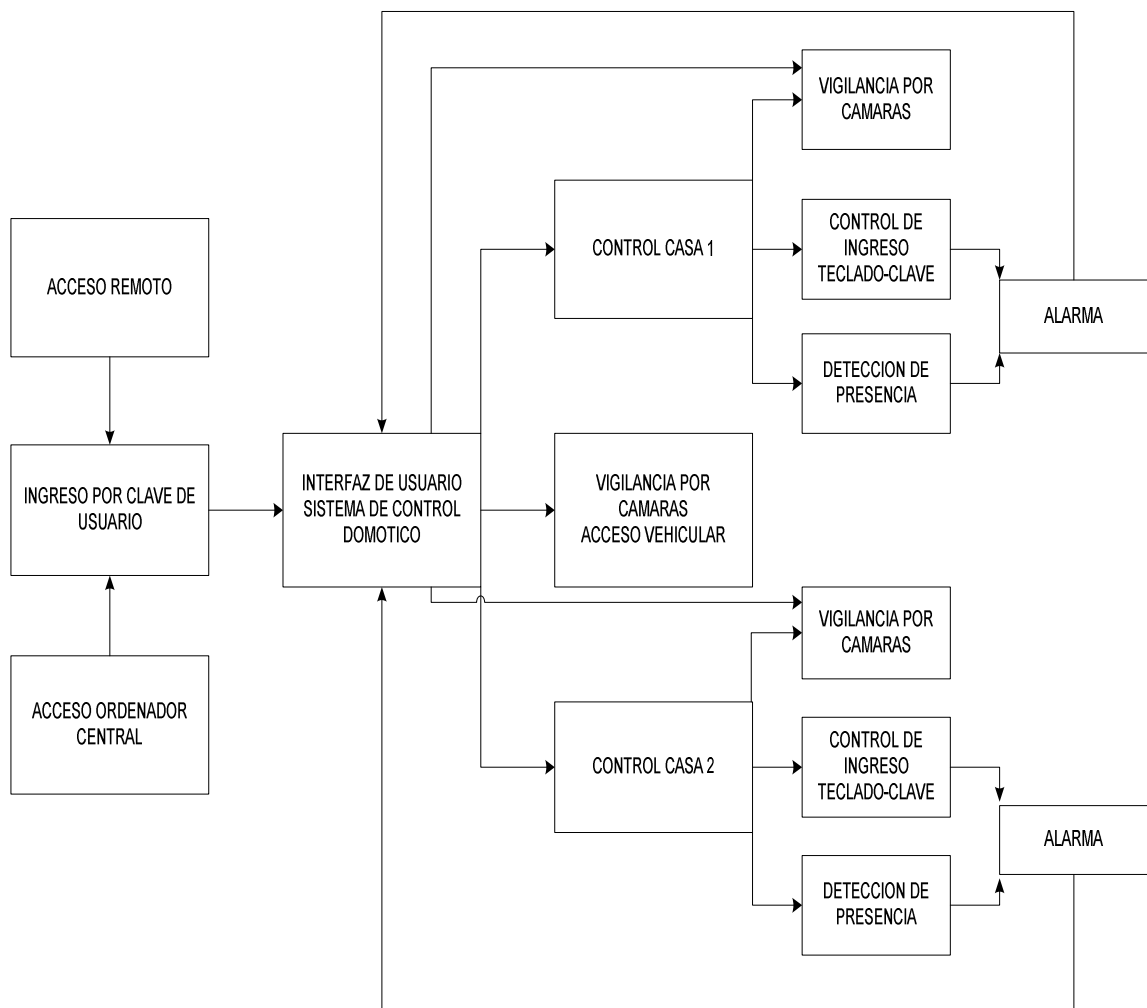 VIGILANCIA POR
CAMARAS
CONTROL CASA 1
CONTROL DE
INGRESO
TECLADO-CLAVE
ACCESO REMOTO
ALARMA
DETECCION DE
PRESENCIA
INGRESO POR CLAVE DE
USUARIO
INTERFAZ DE USUARIO
SISTEMA DE CONTROL
DOMOTICO
VIGILANCIA POR
CAMARAS
ACCESO VEHICULAR
VIGILANCIA POR
CAMARAS
ACCESO ORDENADOR
CENTRAL
CONTROL CASA 2
CONTROL DE
INGRESO
TECLADO-CLAVE
ALARMA
DETECCION DE
PRESENCIA